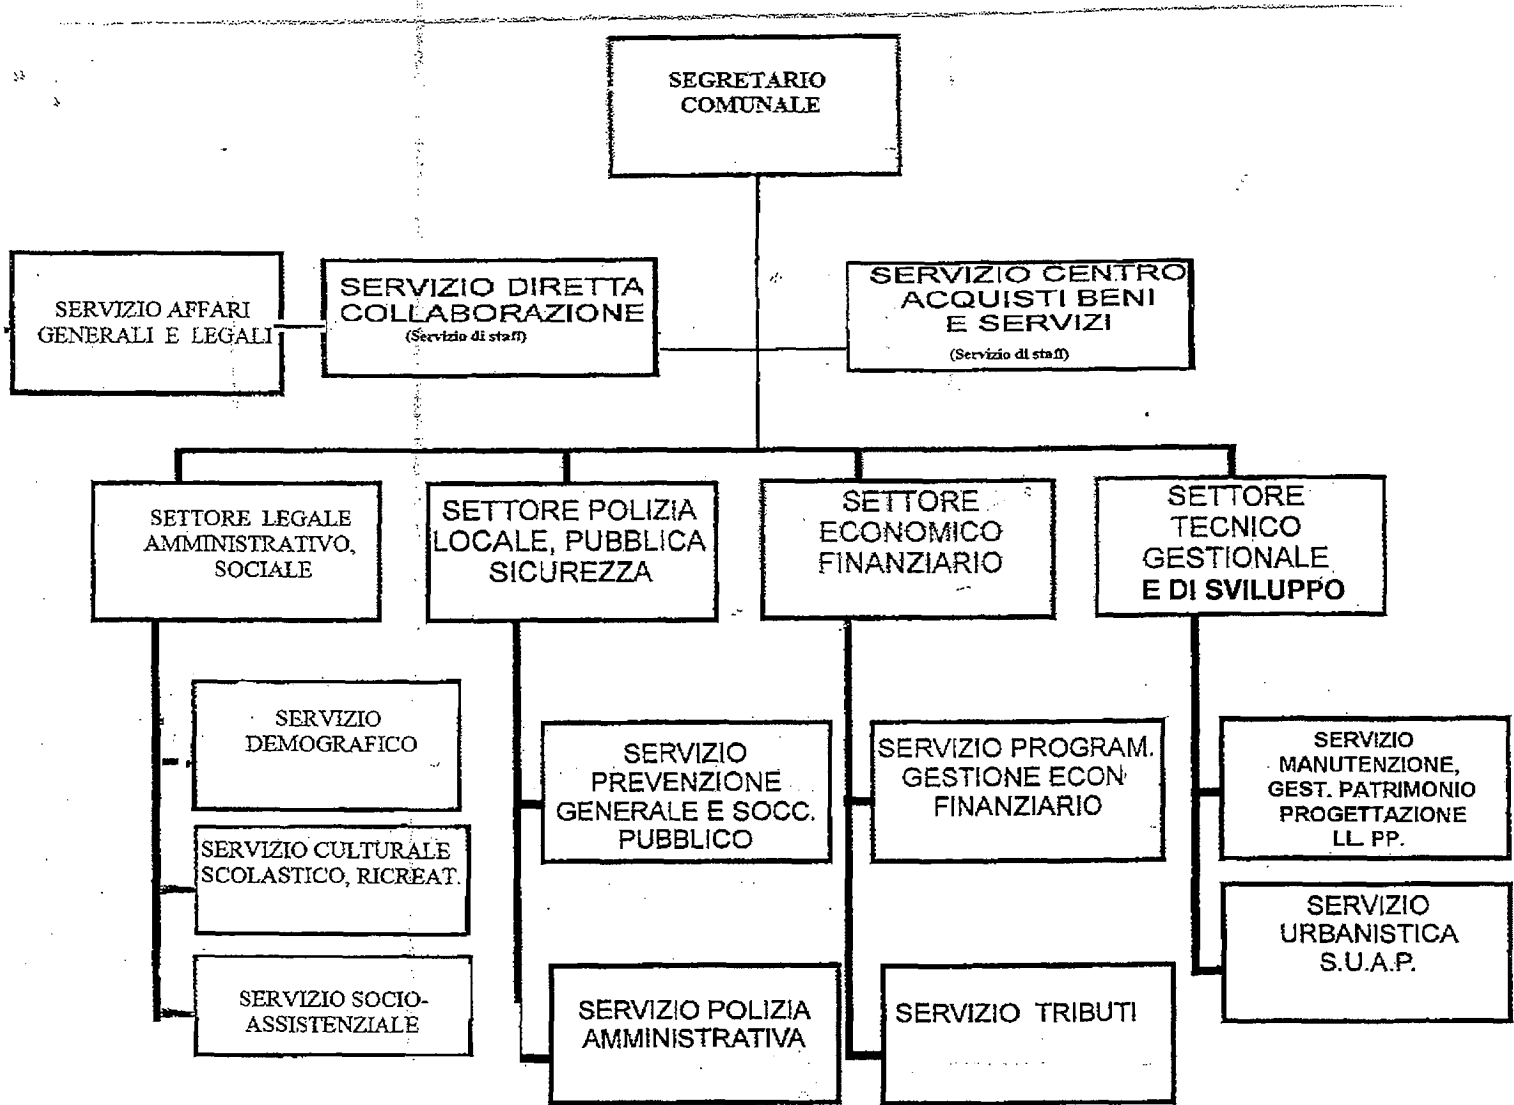 SEGRETARIO
COMUNALE
SERVIZIO AFFARI
GENERALI E LEGALI
SERVIZIO DIRETTA
COLLABORAZIONE
(Servizio di staff)
SERVIZIO CENTRO
ACQUISTI BENI
E SERVIZI
(Servizio di staff)
SETTORE LEGALE
AMMINISTRATIVO,
SOCIALE
SETTORE POLIZIA
LOCALE, PUBBLICA
SICUREZZA
SETTORE
ECONOMICO
FINANZIARIO
SETTORE
TECNICO
GESTIONALE
E DI SVILUPPO
SERVIZIO
DEMOGRAFICO
SERVIZIO CULTURALE
SCOLASTICO, RICREAT.
SERVIZIO SOCIO-
ASSISTENZIALE
SERVIZIO
PREVENZIONE
GENERALE E SOCC.
PUBBLICO
SERVIZIO POLIZIA
AMMINISTRATIVA
SERVIZIO PROGRAM.
GESTIONE ECON
FINANZIARIO
SERVIZIO TRIBUTI
SERVIZIO
MANUTENZIONE,
GEST. PATRIMONIO
PROGETTAZIONE
LL. PP.
SERVIZIO
URBANISTICA
S.U.A.P.